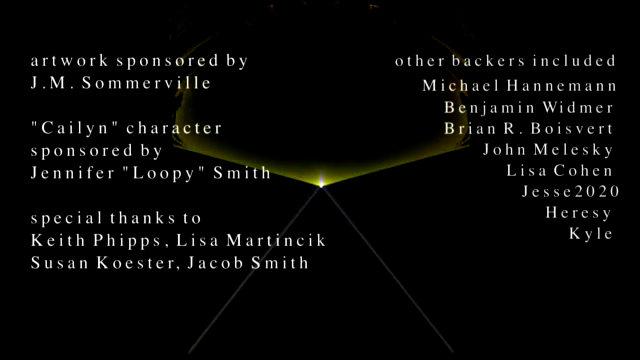 artwork sponsored by
J.M. Sommerville
"Cailyn" character
sponsored by
Jennifer "Loopy" Smith
special thanks to
Keith Phipps, Lisa Martincik
Susan Koester, Jacob Smith
other backers included
Michael Hannemann
Benjamin Widmer
Brian R. Boisvert
John Melesky
Lisa Cohen
Jesse2020
Heresy
Kyle